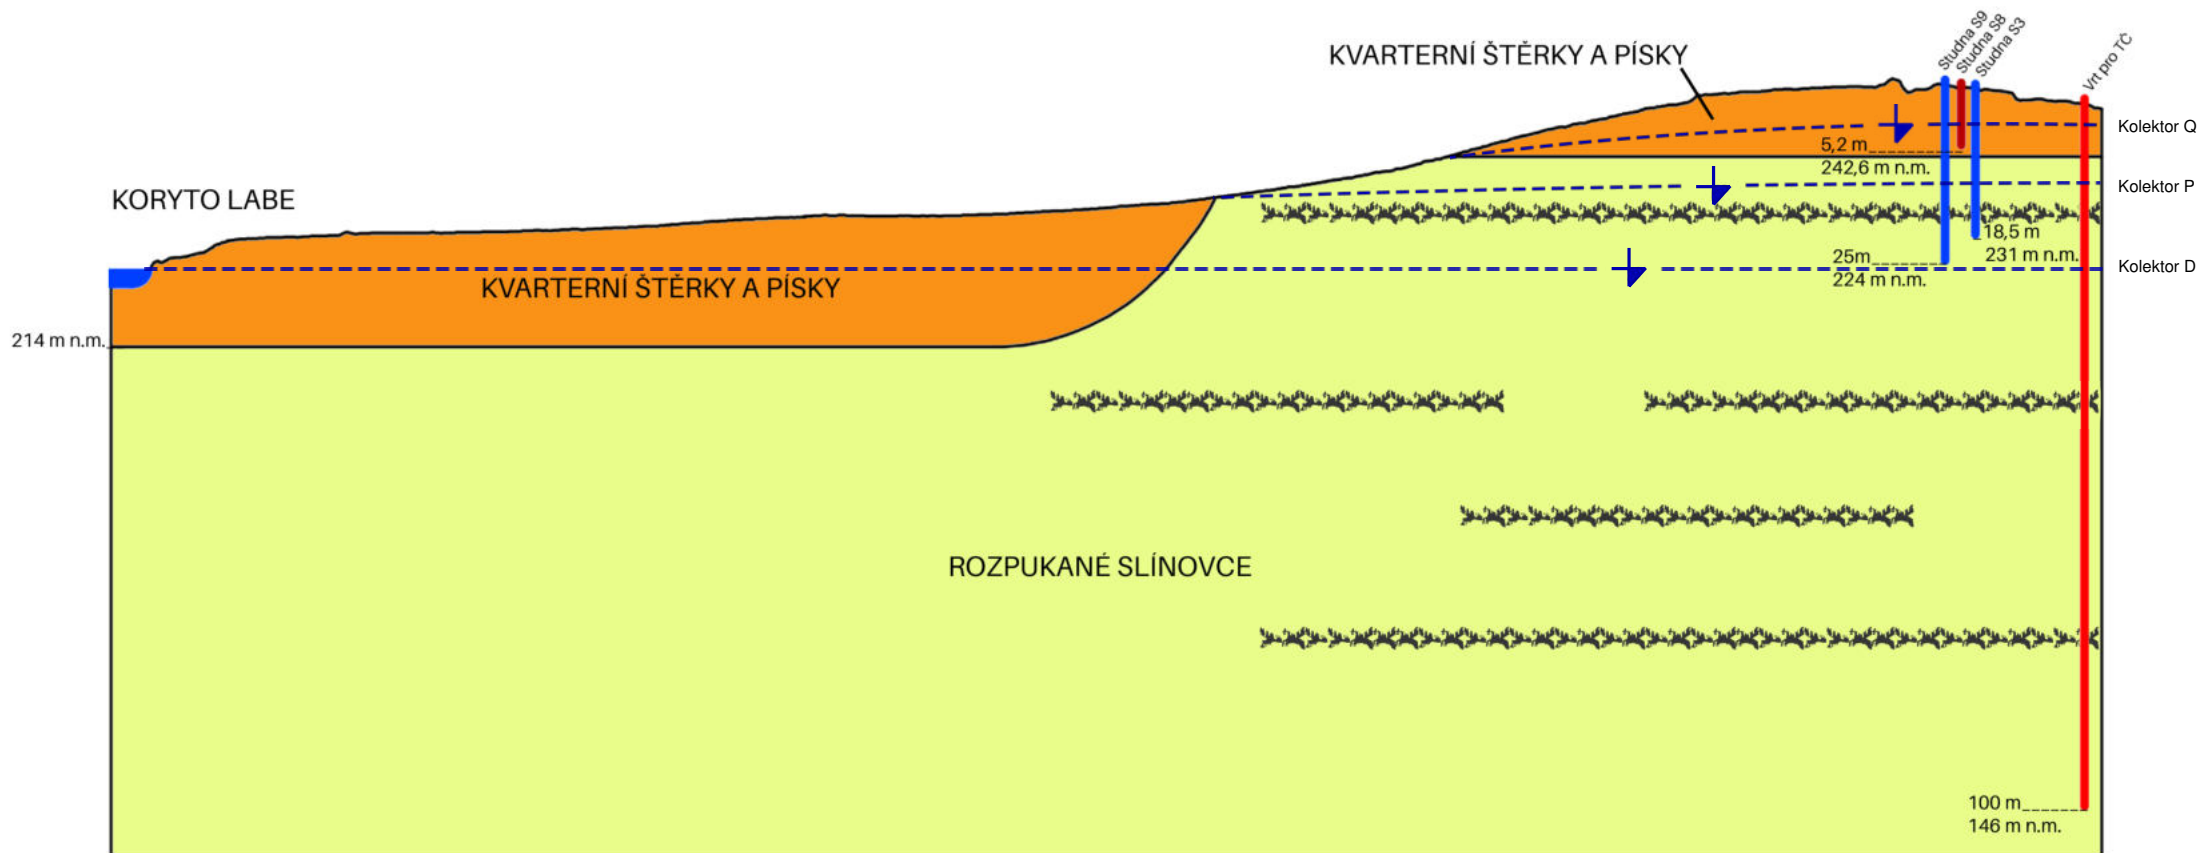 KVARTERNÍ ŠTĚRKY A PÍSKY
Studna S9
Studna S8
Studna S3
Vrt pro TČ
Kolektor Q
5,2 m
242,6 m n.m.
Kolektor P
KORYTO LABE
18,5 m
231 m n.m.
25m
224 m n.m.
Kolektor D
KVARTERNÍ ŠTĚRKY A PÍSKY
214 m n.m.
ROZPUKANÉ SLÍNOVCE
100 m
146 m n.m.